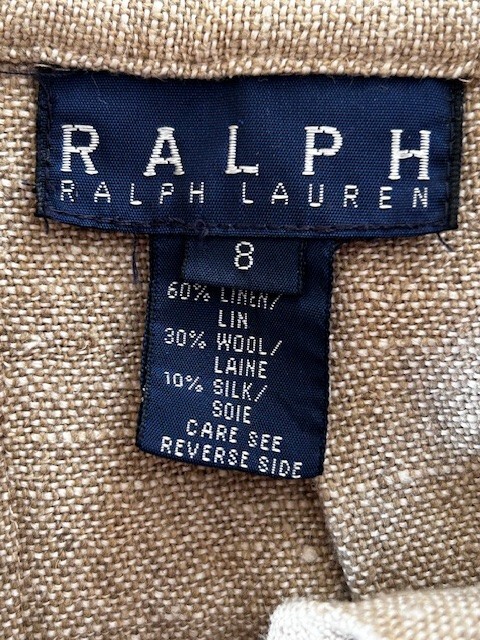 RALPH
RALPH LAUREN
8
60% LINEN/
LIN
30% WOOL/
LAINE
10% SILK/
SOIE
CARE SEE
REVERSE SIDE